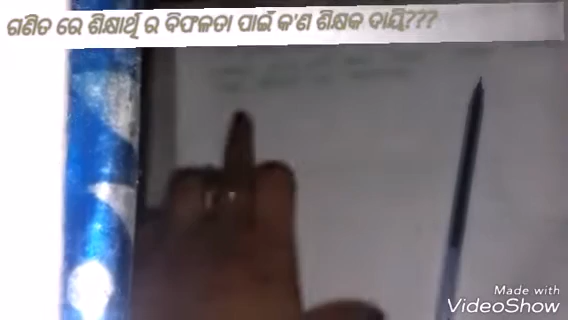 ଗଣିତ ରେ ଶିକ୍ଷାର୍ଥି ର ବିଫଳତା ପାଇଁ କ'ଣ ଶିକ୍ଷକ ଦାୟି???
Made with
VideoShow